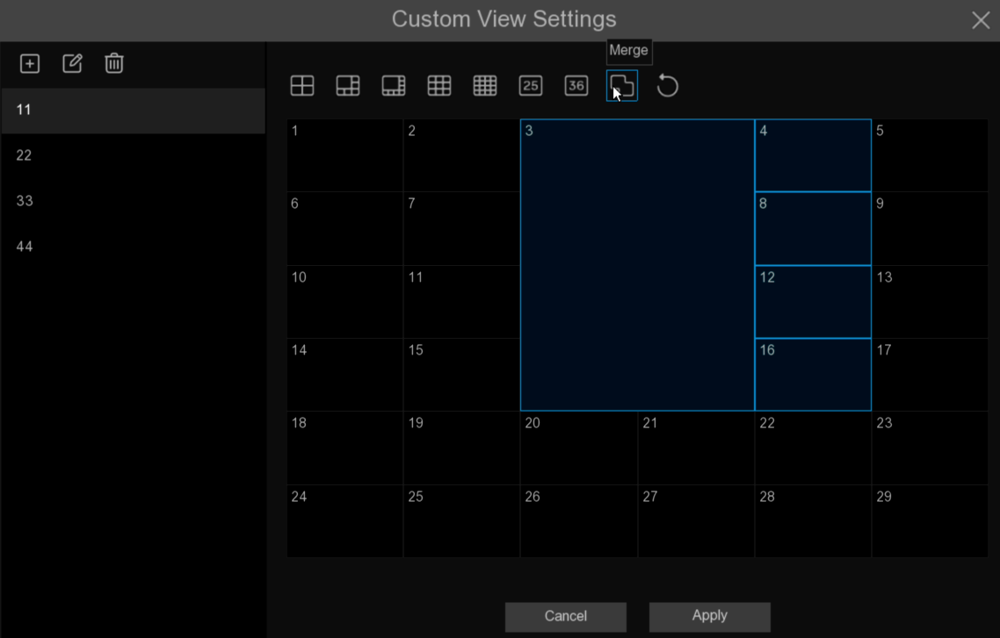 Custom View Settings
Merge
25 36
11
22
33
44
1 2 3 4 5
6 7 8 9
10 11 12 13
14 15 16 17
18 19 20 21 22 23
24 25 26 27 28 29
Cancel Apply